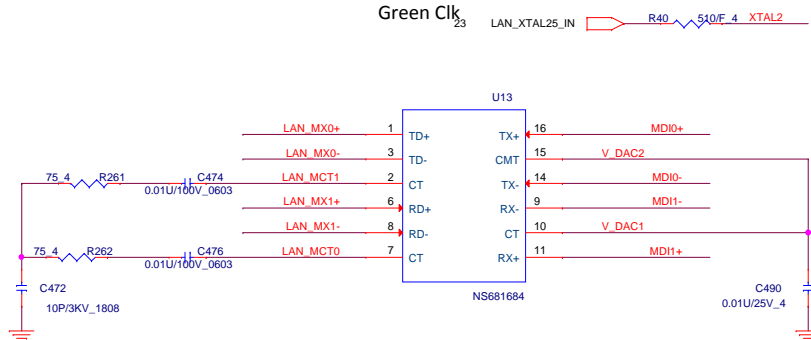 Green Clk
23 LAN_XTAL25_IN R40 510/F_4 XTAL2
U13
LAN_MX0+ 1 TD+ TX+ 16 MDI0+
LAN_MX0- 3 TD- CMT 15 V_DAC2
75_4 R261 C474 LAN_MCT1 2 CT TX- 14 MDI0-
0.01U/100V_0603
LAN_MX1+ 6 RD+ RX- 9 MDI1-
LAN_MX1- 8 RD- CT 10 V_DAC1
75_4 R262 C476 LAN_MCT0 7 CT RX+ 11 MDI1+
0.01U/100V_0603
C472 C490
10P/3KV_1808 NS681684 0.01U/25V_4